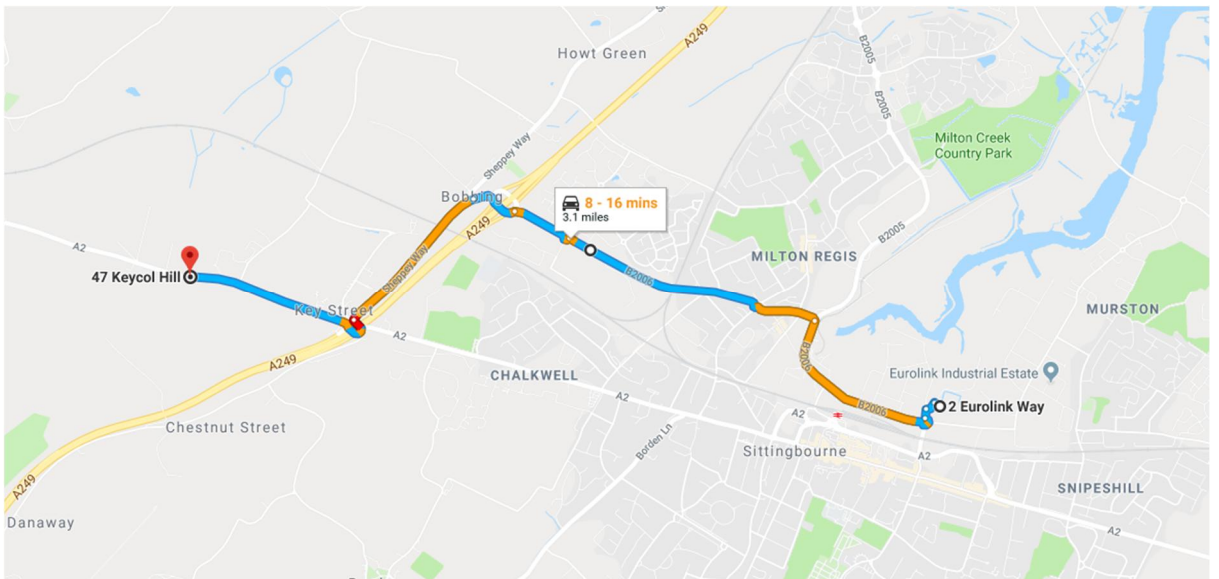 Howt Green
A249
B2005
B2005
Milton Creek
Country Park
Sheppey Way
Bobbing
8 - 16 mins
3.1 miles
A249
A2
47 Keycol Hill
Sheppey Way
B2006
MILTON REGIS
B2005
MURSTON
Key Street
A2
A249
CHALKWELL
B2006
Eurolink Industrial Estate
A2
B2006
2 Eurolink Way
A2
Chestnut Street
Borden Ln
Sittingbourne
A2
SNIPESHILL
A249
Danaway
A2